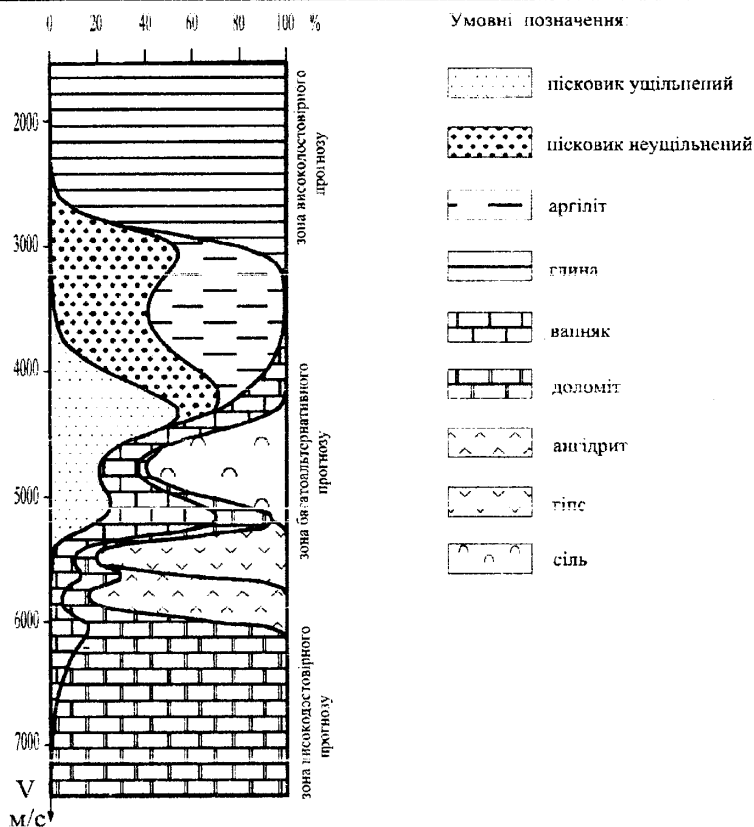 0 20 40 60 80 100 %
2000
3000
4000
5000
6000
7000
V
м/с
зона високодостовірного
прогнозу
зона багатоальтернативного
прогнозу
зона високодостовірного
прогнозу
Умовні позначення:
пісковик ущільнений
пісковик неущільнений
аргіліт
глина
вапняк
доломіт
ангідрит
гіпс
сіль